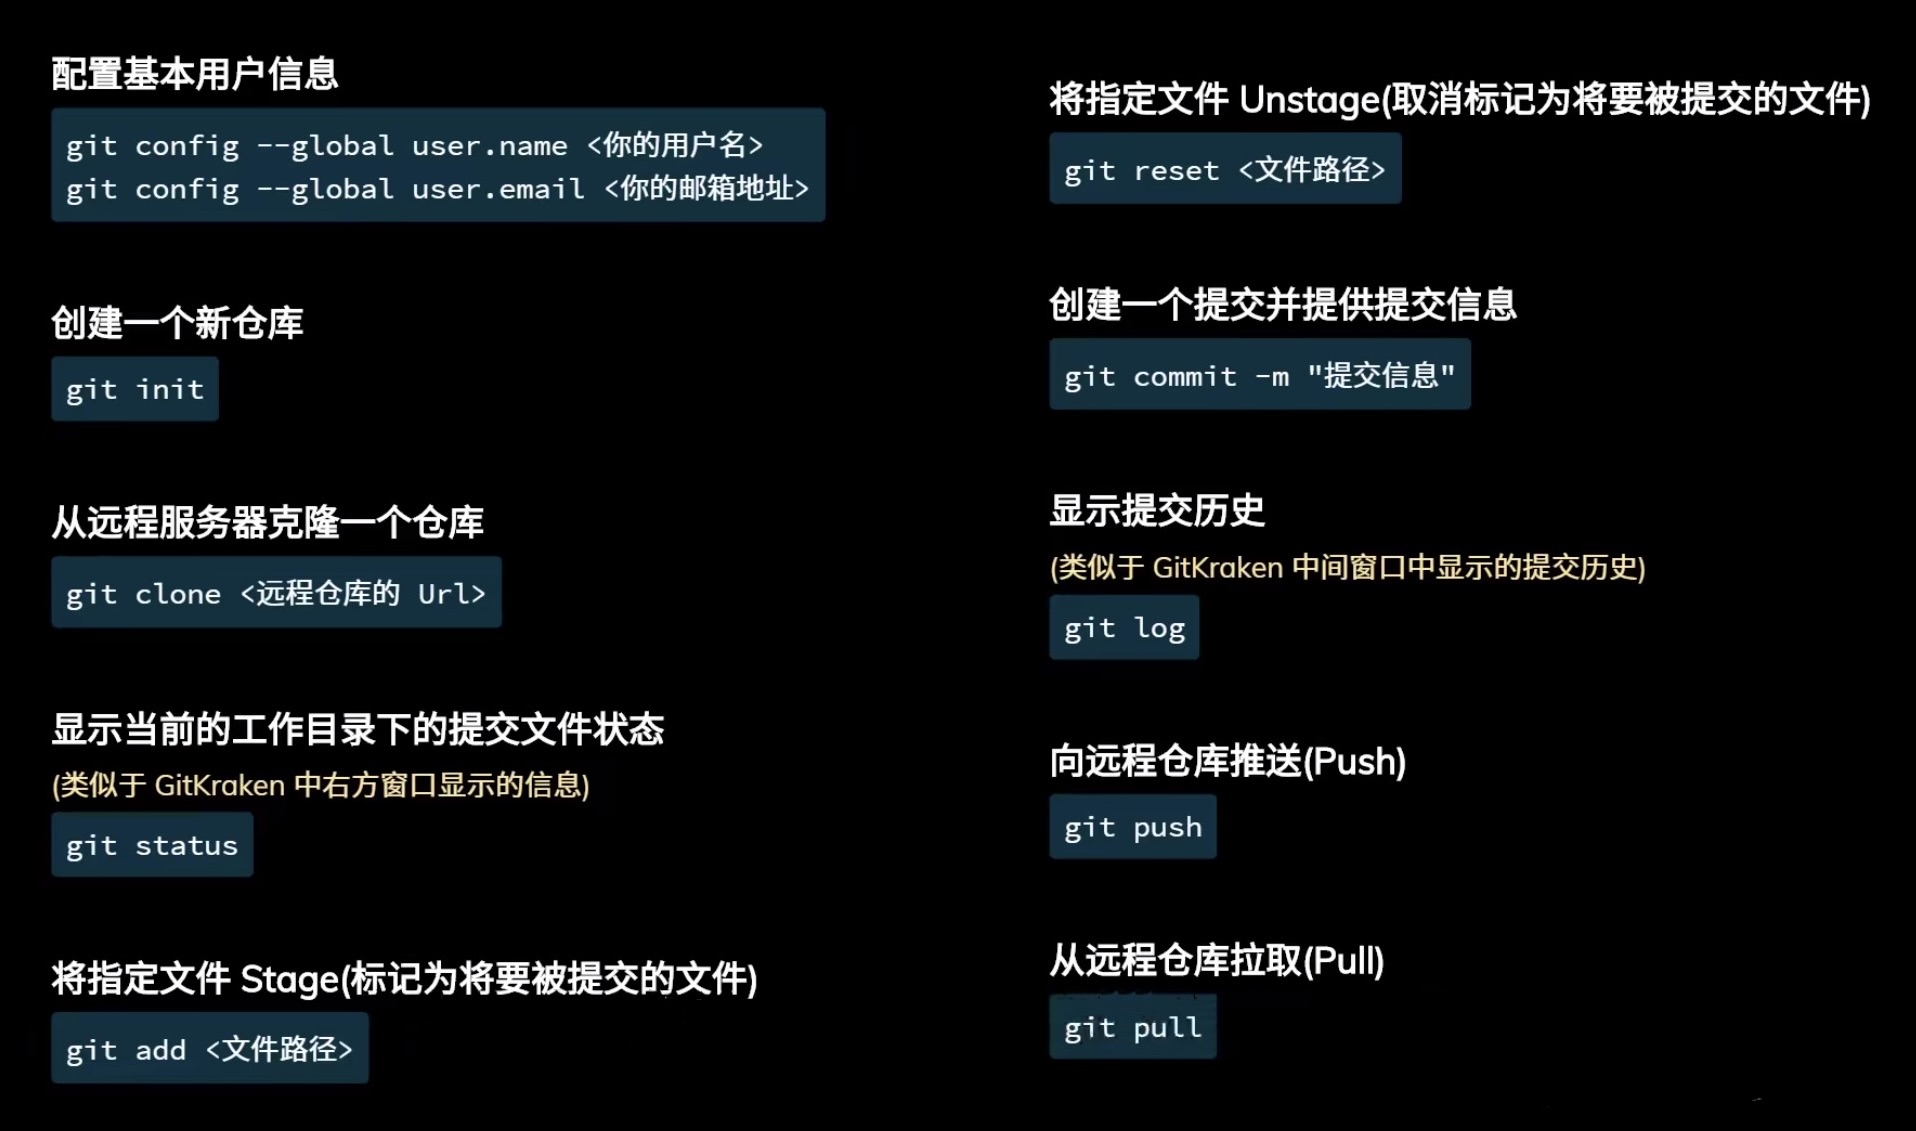 配置基本用户信息
git config --global user.name <你的用户名>
git config --global user.email <你的邮箱地址>
创建一个新仓库
git init
从远程服务器克隆一个仓库
git clone <远程仓库的 Url>
显示当前的工作目录下的提交文件状态
(类似于 GitKraken 中右方窗口显示的信息)
git status
将指定文件 Stage(标记为将要被提交的文件)
git add <文件路径>
将指定文件 Unstage(取消标记为将要被提交的文件)
git reset <文件路径>
创建一个提交并提供提交信息
git commit -m "提交信息"
显示提交历史
(类似于 GitKraken 中间窗口中显示的提交历史)
git log
向远程仓库推送(Push)
git push
从远程仓库拉取(Pull)
git pull